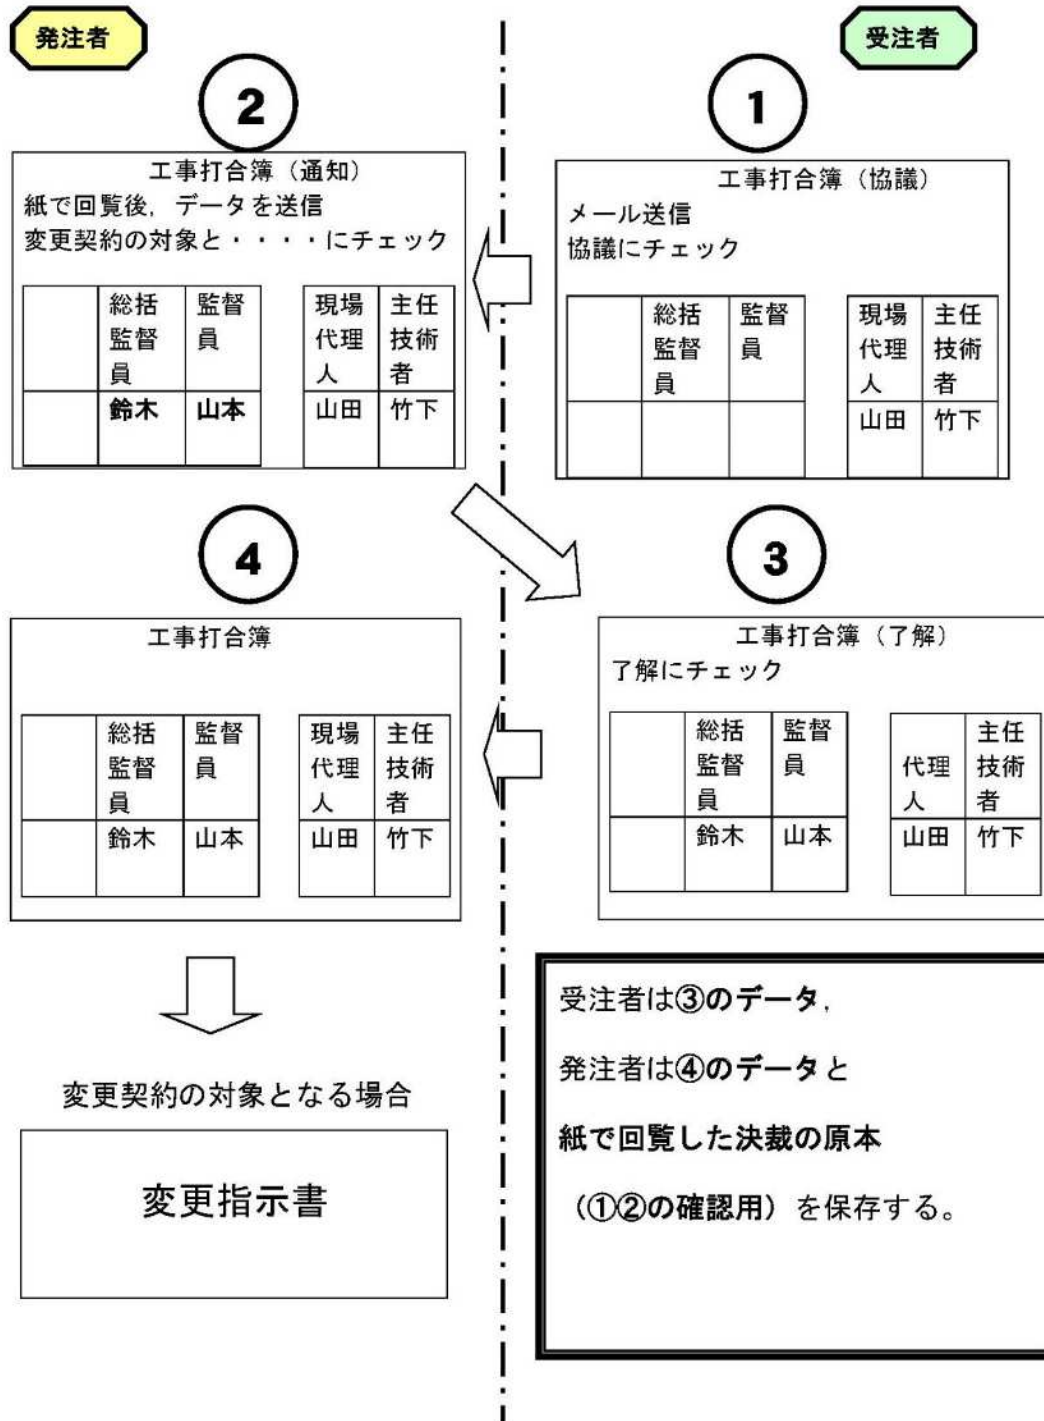 発注者
受注者
2
1
工事打合簿（通知）
紙で回覧後，データを送信
変更契約の対象と・・・・にチェック
総括
監督
員
監督
員
現場
代理
人
主任
技術
者
鈴木
山本
山田
竹下
工事打合簿（協議）
メール送信
協議にチェック
総括
監督
員
監督
員
現場
代理
人
主任
技術
者
山田
竹下
4
3
工事打合簿
総括
監督
員
監督
員
現場
代理
人
主任
技術
者
鈴木
山本
山田
竹下
工事打合簿（了解）
了解にチェック
総括
監督
員
監督
員
代理
人
主任
技術
者
鈴木
山本
山田
竹下
変更契約の対象となる場合
変更指示書
受注者は③のデータ，
発注者は④のデータと
紙で回覧した決裁の原本
（①②の確認用）を保存する。